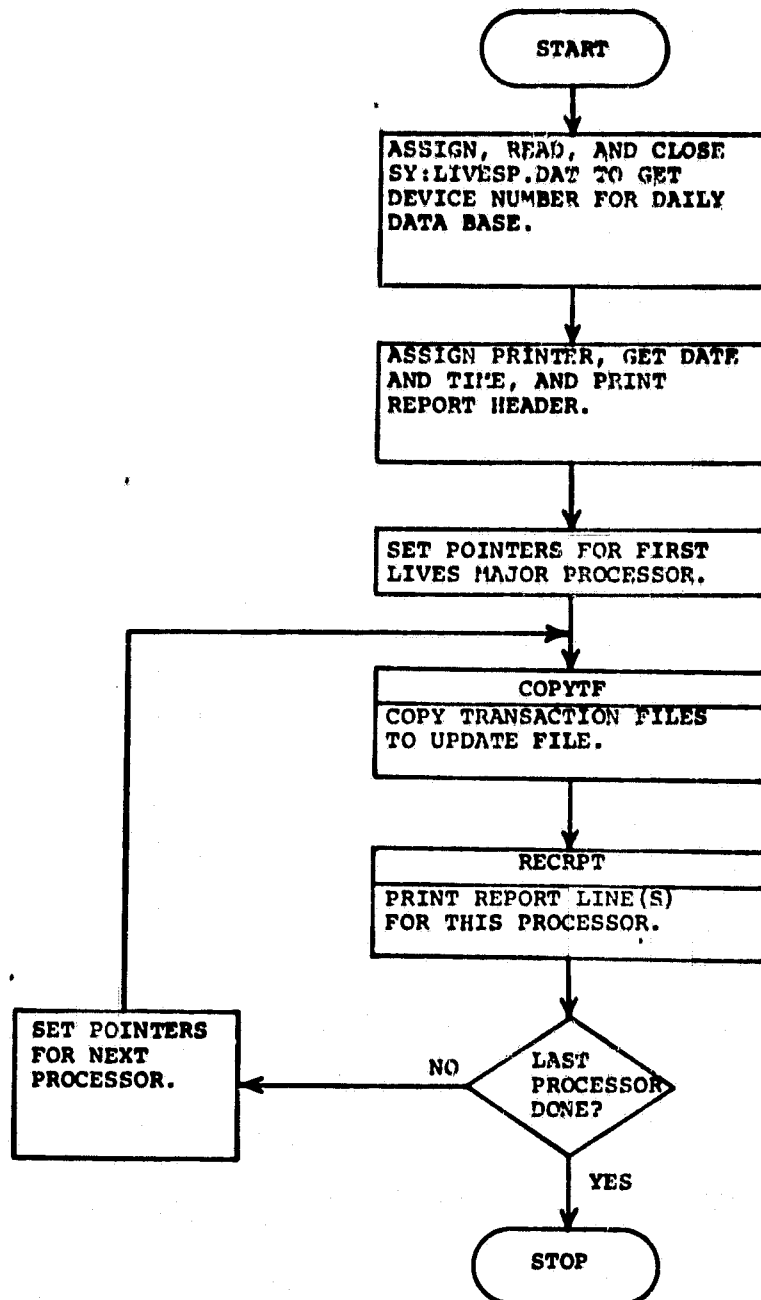 START
ASSIGN, READ, AND CLOSE
SY:LIVESP.DAT TO GET
DEVICE NUMBER FOR DAILY
DATA BASE.
ASSIGN PRINTER, GET DATE
AND TIME, AND PRINT
REPORT HEADER.
SET POINTERS FOR FIRST
LIVES MAJOR PROCESSOR.
COPYTF
COPY TRANSACTION FILES
TO UPDATE FILE.
RECRPT
PRINT REPORT LINE(S)
FOR THIS PROCESSOR.
SET POINTERS
FOR NEXT
PROCESSOR.
NO
LAST
PROCESSOR
DONE?
YES
STOP